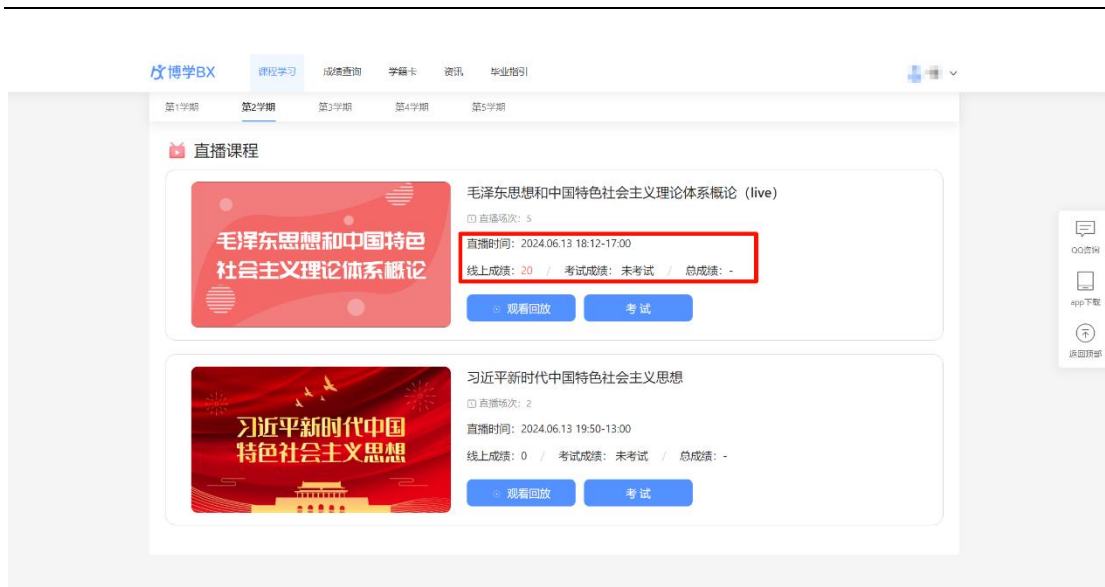 博学BX 课程学习 成绩查询 学籍卡 资讯 毕业指引
第1学期 第2学期 第3学期 第4学期 第5学期
直播课程
毛泽东思想和中国特色
社会主义理论体系概论
毛泽东思想和中国特色社会主义理论体系概论（live）
直播场次：5
直播时间：2024.06.13 18:12-17:00
线上成绩：20 / 考试成绩：未考试 / 总成绩：-
观看回放 考试
习近平新时代中国
特色社会主义思想
习近平新时代中国特色社会主义思想
直播场次：2
直播时间：2024.06.13 19:50-13:00
线上成绩：0 / 考试成绩：未考试 / 总成绩：-
观看回放 考试
QQ咨询
app下载
返回顶部